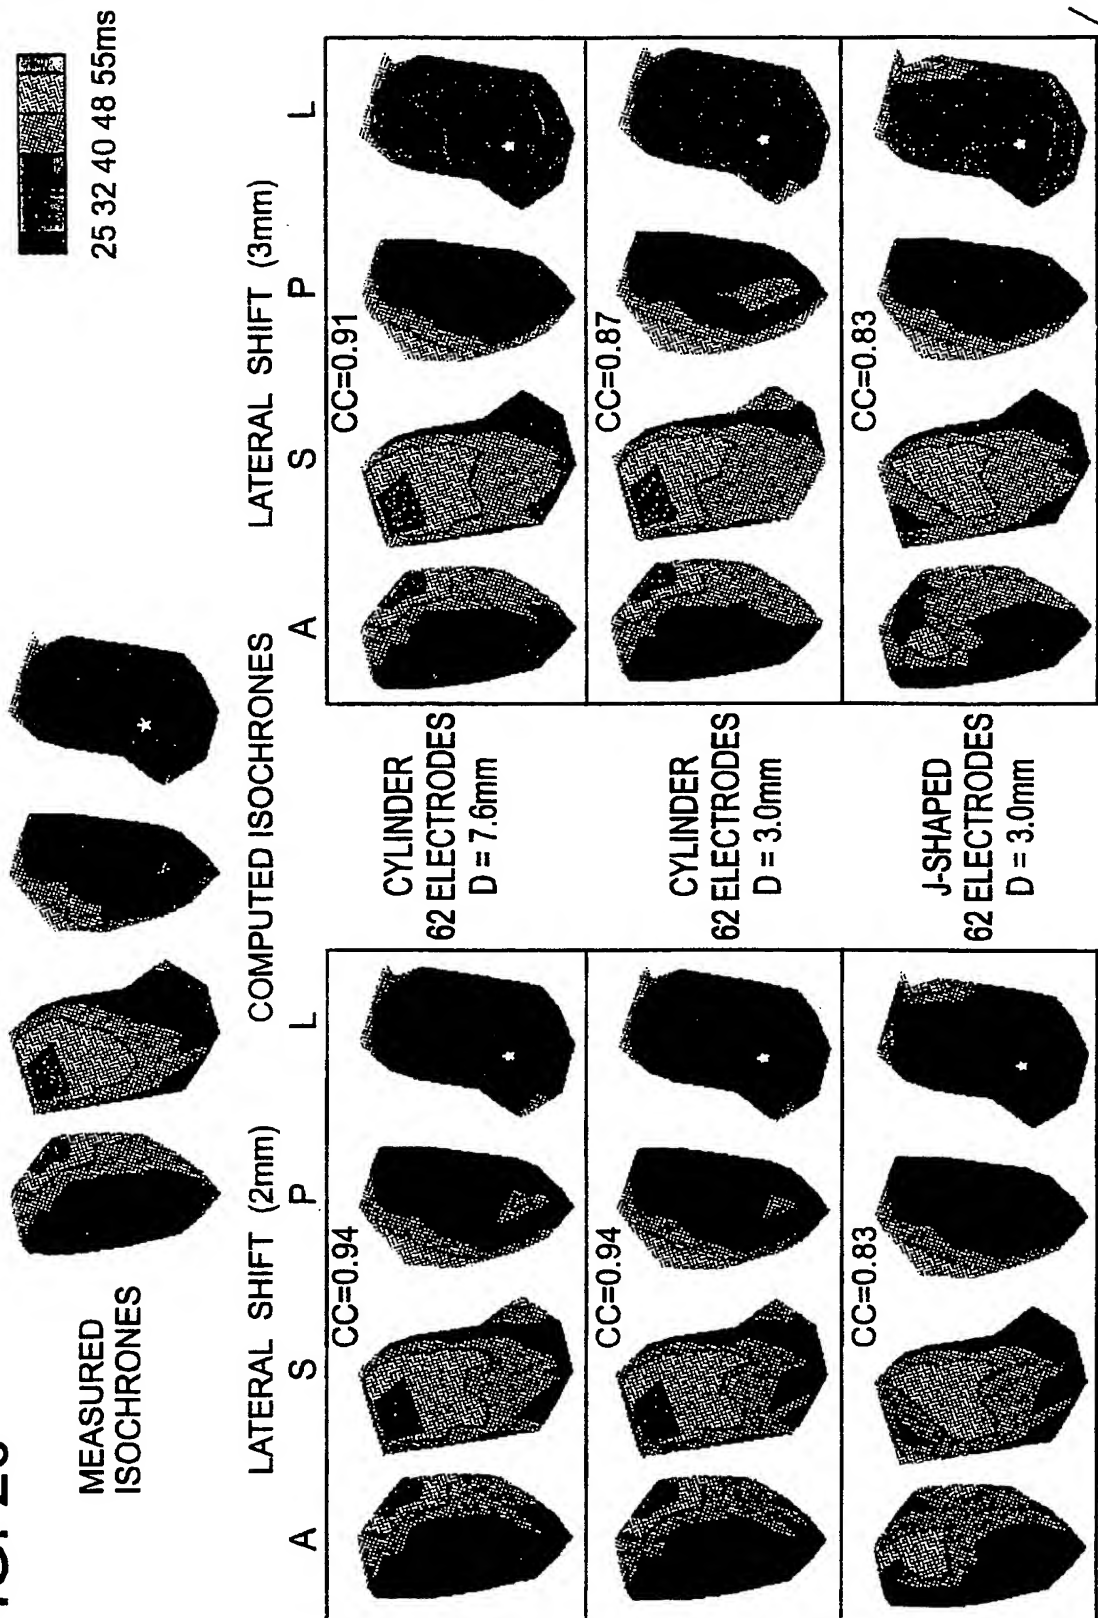 25 32 40 48 55ms
MEASURED
ISOCHRONES
COMPUTED ISOCHRONES
LATERAL SHIFT (2mm)
A S P L
LATERAL SHIFT (3mm)
A S P L
CC=0.94
CYLINDER
62 ELECTRODES
D = 7.6mm
CC=0.91
CC=0.94
CYLINDER
62 ELECTRODES
D = 3.0mm
CC=0.87
CC=0.83
J-SHAPED
62 ELECTRODES
D = 3.0mm
CC=0.83